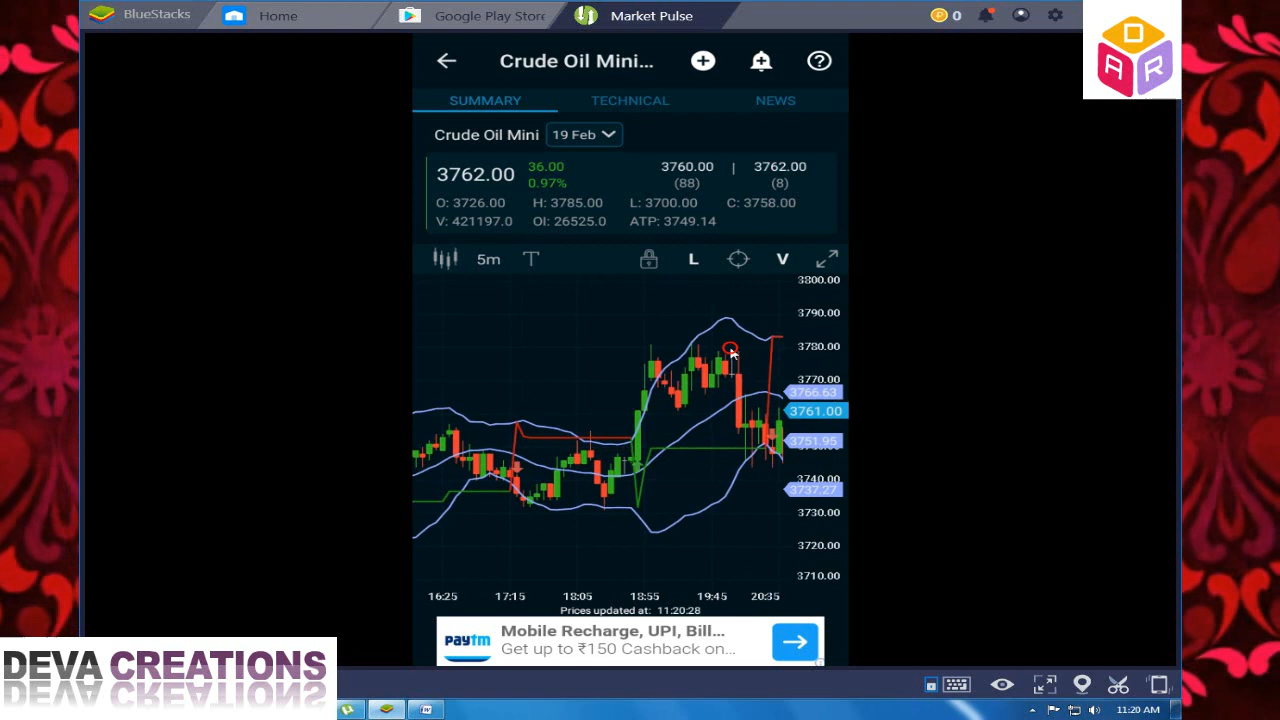 BlueStacks Home Google Play Store Market Pulse P 0
D
A R
Crude Oil Mini...
SUMMARY TECHNICAL NEWS
Crude Oil Mini 19 Feb
3762.00 36.00 3760.00 | 3762.00
0.97% (88) (8)
O: 3726.00 H: 3785.00 L: 3700.00 C: 3758.00
V: 421197.0 OI: 26525.0 ATP: 3749.14
5m T L V
3800.00
3790.00
3780.00
3770.00
3766.63
3761.00
3751.95
3740.00
3737.27
3730.00
3720.00
3710.00
16:25 17:15 18:05 18:55 19:45 20:35
Prices updated at: 11:20:28
paytm
Mobile Recharge, UPI, Bill...
Get up to ₹150 Cashback on...
DEVA CREATIONS
11:20 AM